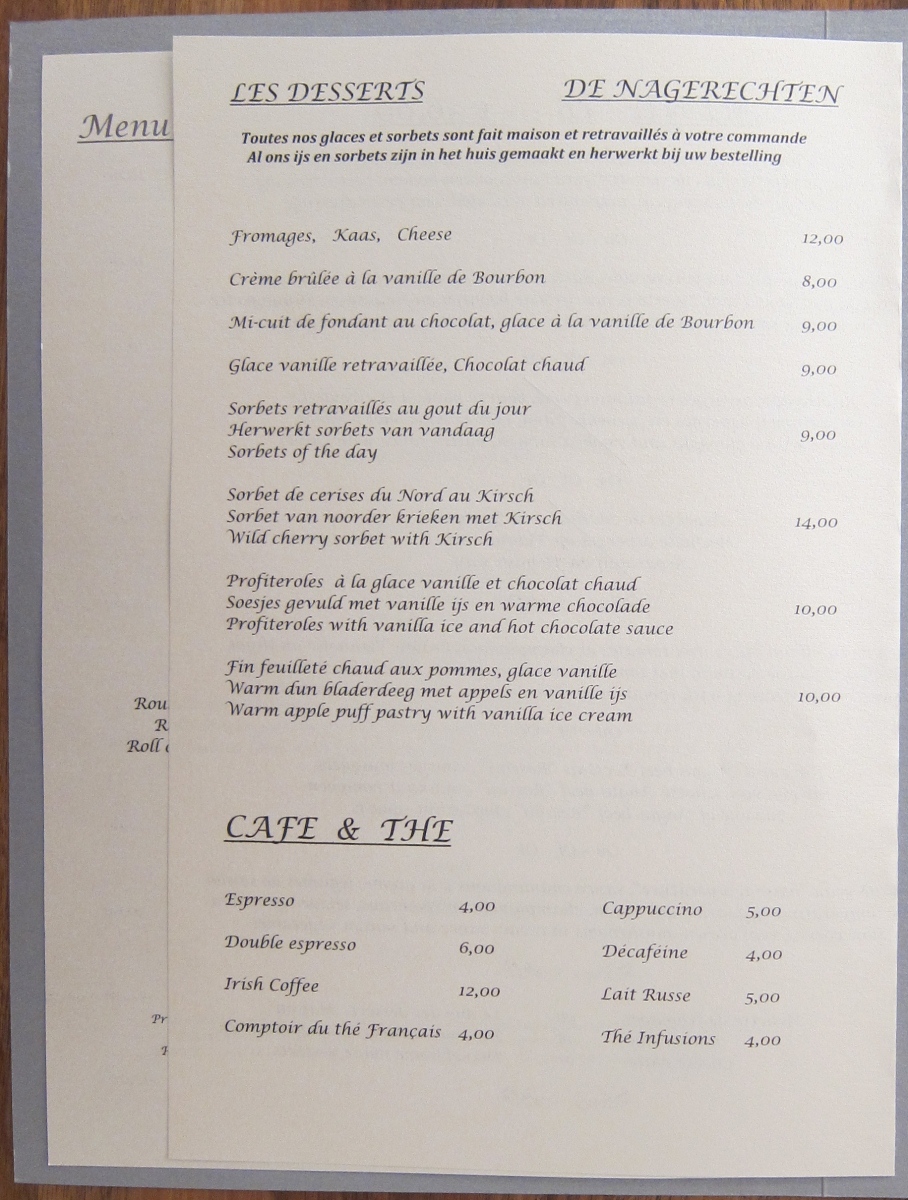 Menu
LES DESSERTS DE NAGERECHTEN
Toutes nos glaces et sorbets sont fait maison et retravaillés à votre commande
Al ons ijs en sorbets zijn in het huis gemaakt en herwerkt bij uw bestelling
Fromages, Kaas, Cheese 12,00
Crème brûlée à la vanille de Bourbon 8,00
Mi-cuit de fondant au chocolat, glace à la vanille de Bourbon 9,00
Glace vanille retravaillée, Chocolat chaud 9,00
Sorbets retravaillés au gout du jour
Herwerkt sorbets van vandaag 9,00
Sorbets of the day
Sorbet de cerises du Nord au Kirsch
Sorbet van noorder krieken met Kirsch 14,00
Wild cherry sorbet with Kirsch
Profiteroles à la glace vanille et chocolat chaud
Soesjes gevuld met vanille ijs en warme chocolade 10,00
Profiteroles with vanilla ice and hot chocolate sauce
Fin feuilleté chaud aux pommes, glace vanille
Warm dun bladerdeeg met appels en vanille ijs 10,00
Warm apple puff pastry with vanilla ice cream
Rou
R
Roll
CAFE & THE
Espresso 4,00 Cappuccino 5,00
Double espresso 6,00 Décaféine 4,00
Irish Coffee 12,00 Lait Russe 5,00
Comptoir du thé Français 4,00 Thé Infusions 4,00
Pr